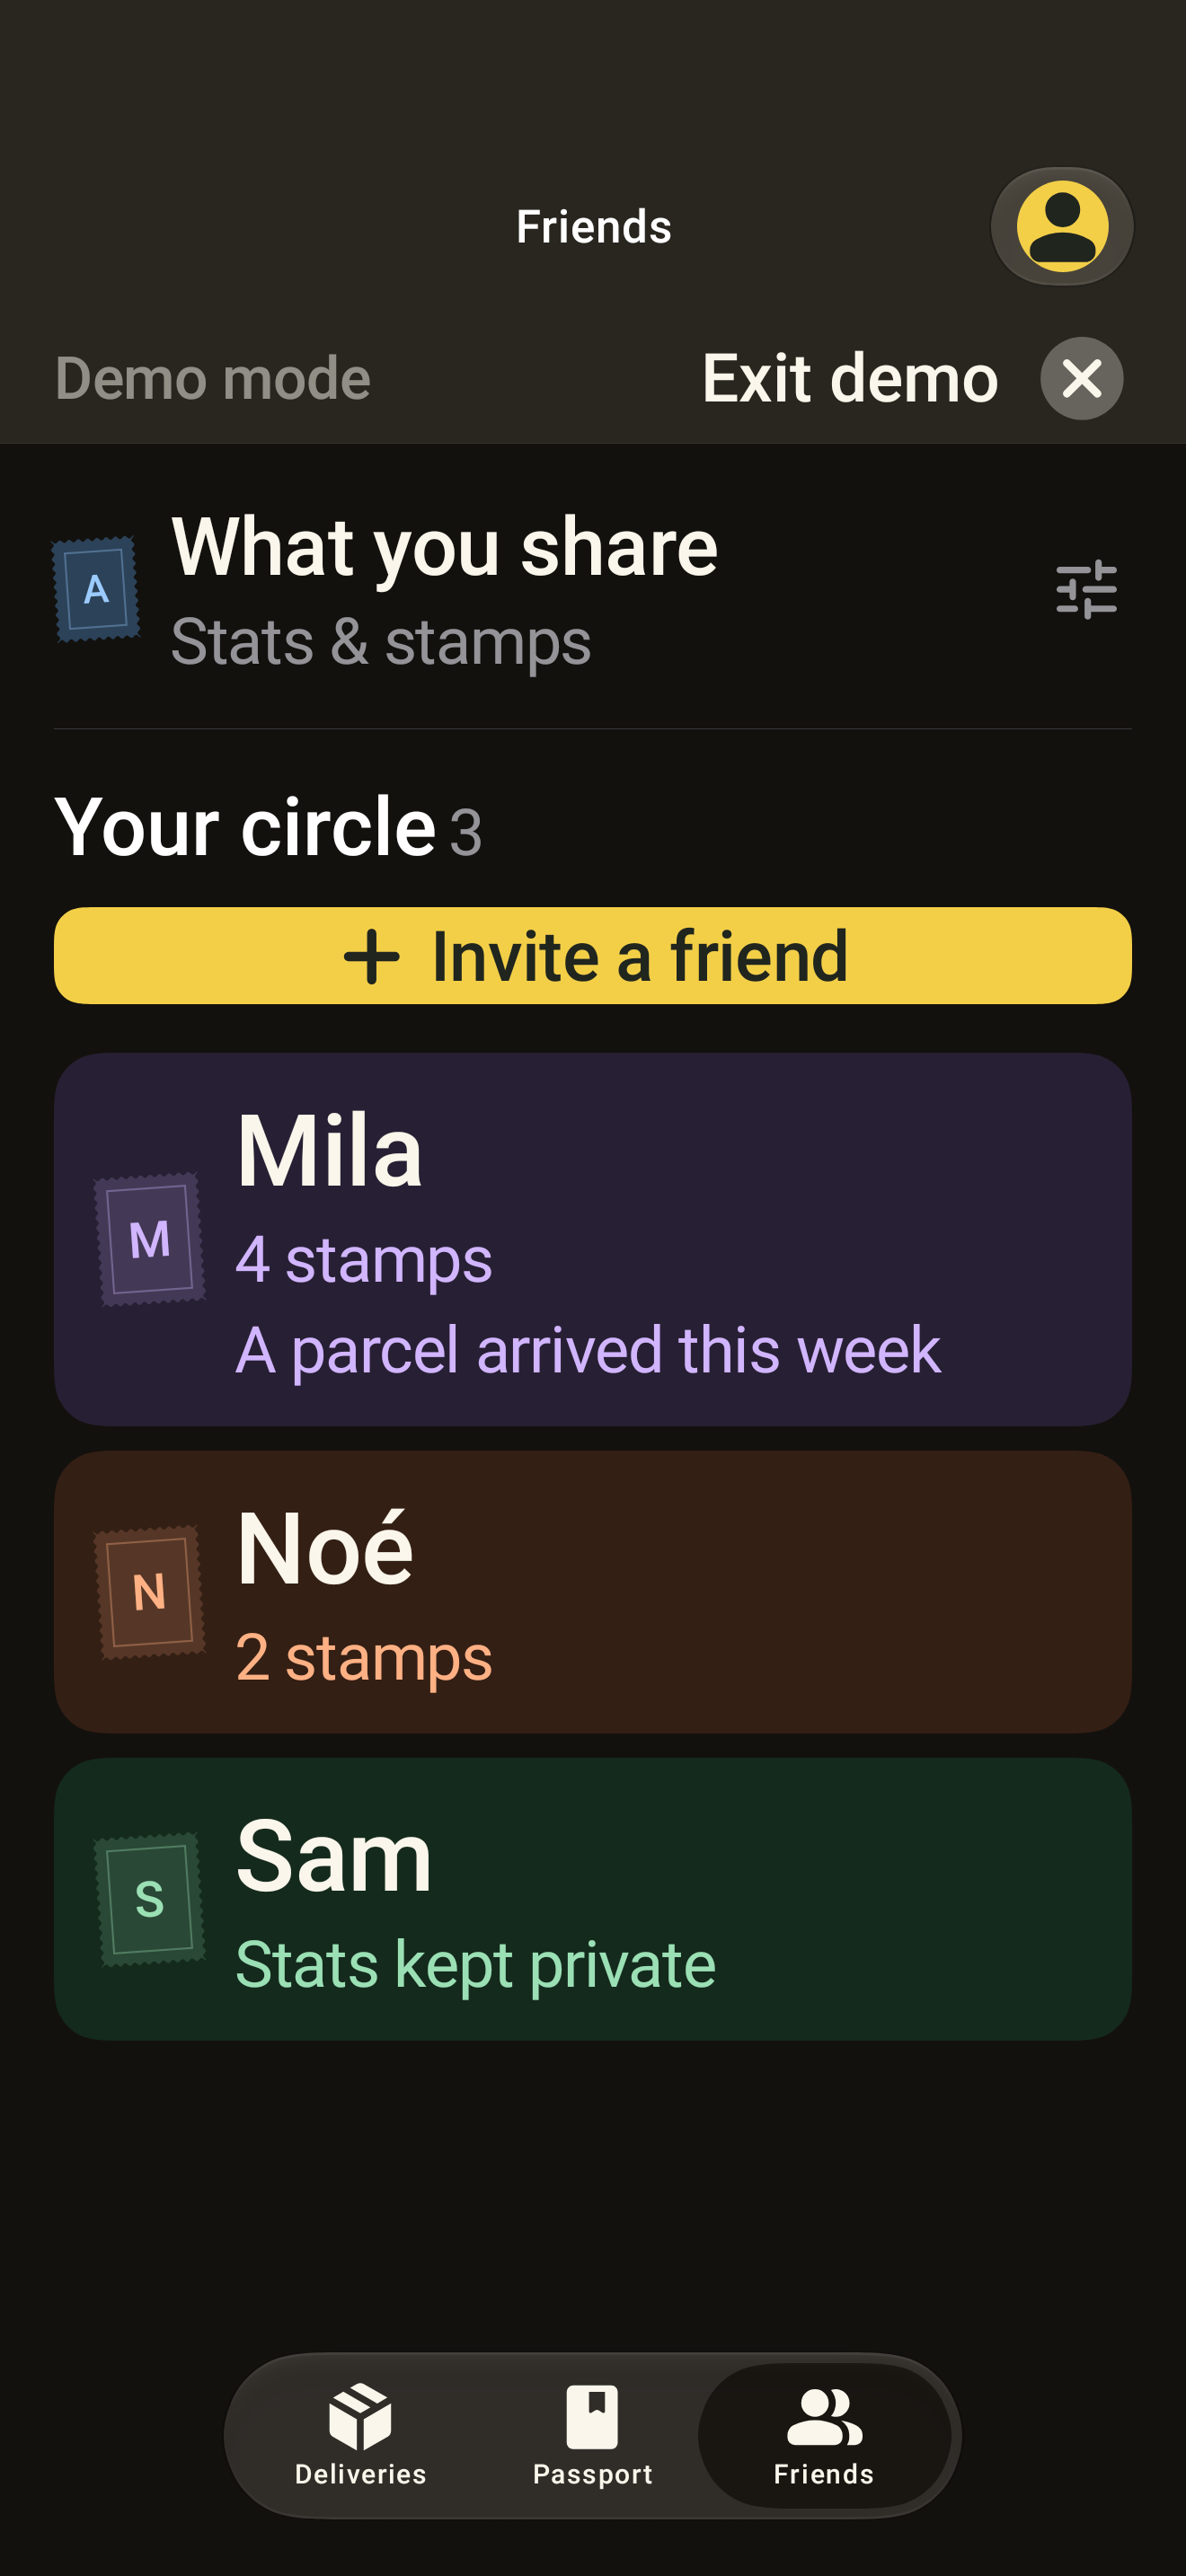 Friends
Demo mode
Exit demo
A
What you share
Stats & stamps
Your circle 3
Invite a friend
M
Mila
4 stamps
A parcel arrived this week
N
Noé
2 stamps
S
Sam
Stats kept private
Deliveries
Passport
Friends